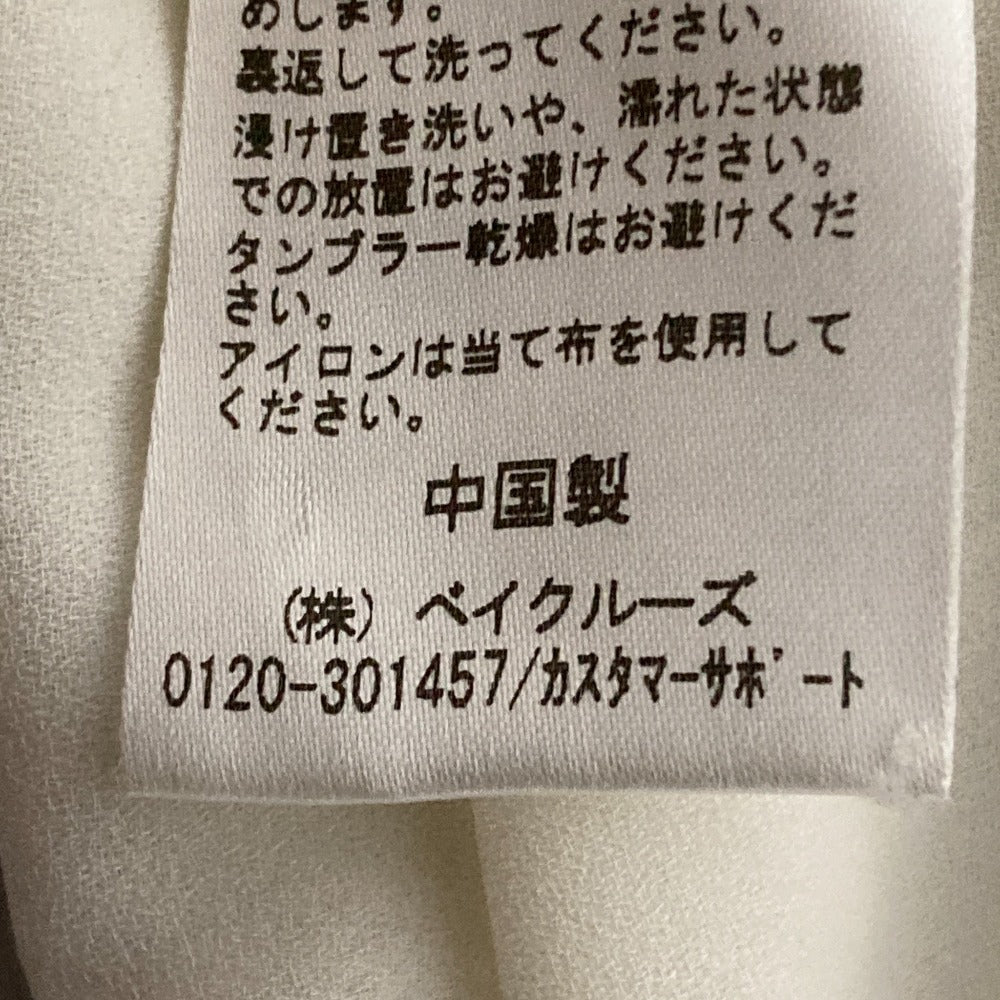 めします。
裏返して洗ってください。
浸け置き洗いや、濡れた状態
での放置はお避けください。
タンブラー乾燥はお避けくだ
さい。
アイロンは当て布を使用して
ください。
中国製
(株) ベイクルーズ
0120-301457/カスタマーサポート